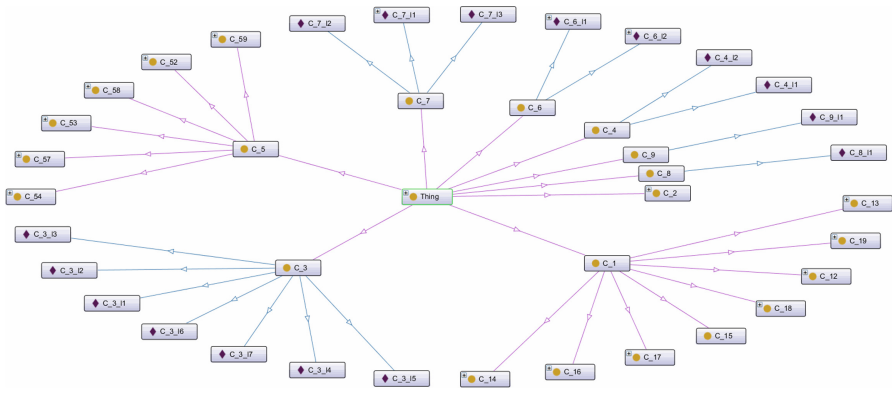 C_7_I2
C_7_I1
C_7_I3
C_6_I1
C_6_I2
C_59
C_52
C_4_I2
C_58
C_4_I1
C_7
C_6
C_53
C_9_I1
C_4
C_5
C_57
C_9
C_8_I1
C_8
C_54
Thing
C_2
C_13
C_3_I3
C_19
C_3_I2
C_3
C_1
C_12
C_3_I1
C_18
C_3_I6
C_15
C_3_I7
C_17
C_3_I4
C_16
C_3_I5
C_14